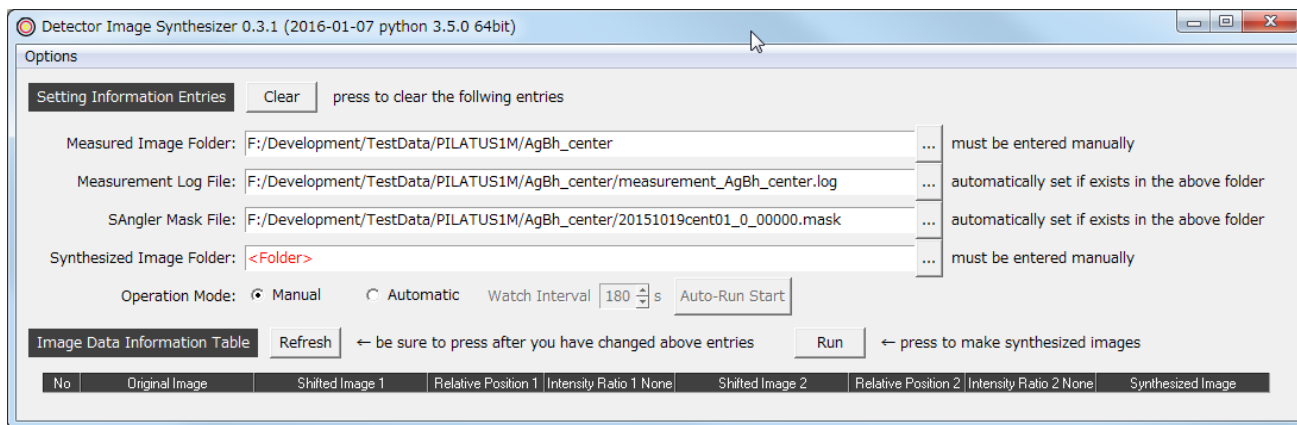 Detector Image Synthesizer 0.3.1 (2016-01-07 python 3.5.0 64bit)
Options
Setting Information Entries Clear press to clear the follwing entries
Measured Image Folder: F:/Development/TestData/PILATUS1M/AgBh_center ... must be entered manually
Measurement Log File: F:/Development/TestData/PILATUS1M/AgBh_center/measurement_AgBh_center.log ... automatically set if exists in the above folder
SAngler Mask File: F:/Development/TestData/PILATUS1M/AgBh_center/20151019cent01_0_00000.mask ... automatically set if exists in the above folder
Synthesized Image Folder: <Folder> ... must be entered manually
Operation Mode: Manual Automatic Watch Interval 180 s Auto-Run Start
Image Data Information Table Refresh ← be sure to press after you have changed above entries Run ← press to make synthesized images
No Original Image Shifted Image 1 Relative Position 1 Intensity Ratio 1 None Shifted Image 2 Relative Position 2 Intensity Ratio 2 None Synthesized Image